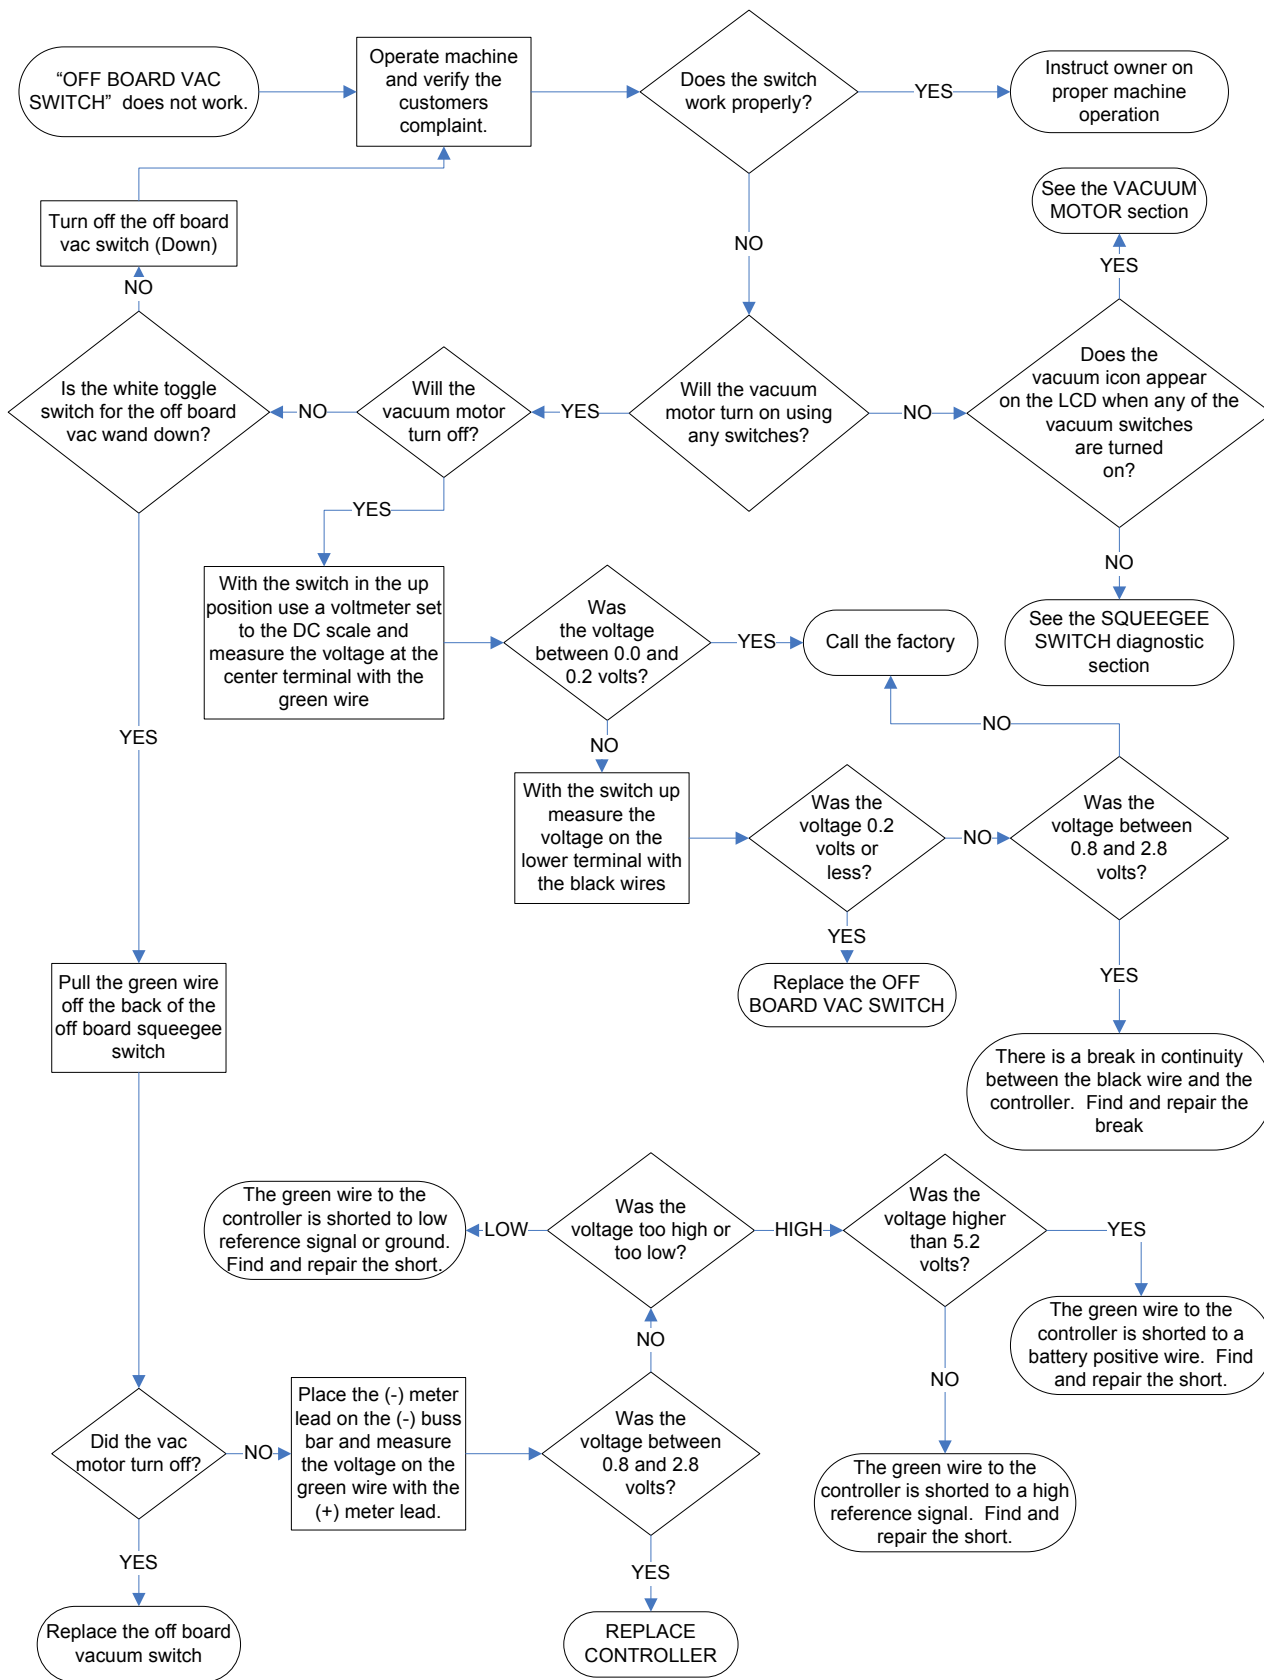 “OFF BOARD VAC
SWITCH”  does not work.
Operate machine
and verify the
customers
complaint.
Does the switch
work properly?
YES
Instruct owner on
proper machine
operation
NO
Turn off the off board
vac switch (Down)
NO
See the VACUUM
MOTOR section
YES
Is the white toggle
switch for the off board
vac wand down?
NO
Will the
vacuum motor
turn off?
YES
Will the vacuum
motor turn on using
any switches?
NO
Does the
vacuum icon appear
on the LCD when any of the
vacuum switches
are turned
on?
YES
NO
See the SQUEEGEE
SWITCH diagnostic
section
With the switch in the up
position use a voltmeter set
to the DC scale and
measure the voltage at the
center terminal with the
green wire
Was
the voltage
between 0.0 and
0.2 volts?
YES
Call the factory
NO
NO
YES
With the switch up
measure the
voltage on the
lower terminal with
the black wires
Was the
voltage 0.2
volts or
less?
NO
Was the
voltage between
0.8 and 2.8
volts?
YES
Replace the OFF
BOARD VAC SWITCH
YES
There is a break in continuity
between the black wire and the
controller.  Find and repair the
break
Pull the green wire
off the back of the
off board squeegee
switch
The green wire to the
controller is shorted to low
reference signal or ground.
Find and repair the short.
LOW
Was the
voltage too high or
too low?
HIGH
Was the
voltage higher
than 5.2
volts?
YES
The green wire to the
controller is shorted to a
battery positive wire.  Find
and repair the short.
NO
NO
The green wire to the
controller is shorted to a high
reference signal.  Find and
repair the short.
Did the vac
motor turn off?
NO
Place the (-) meter
lead on the (-) buss
bar and measure
the voltage on the
green wire with the
(+) meter lead.
Was the
voltage between
0.8 and 2.8
volts?
YES
Replace the off board
vacuum switch
YES
REPLACE
CONTROLLER